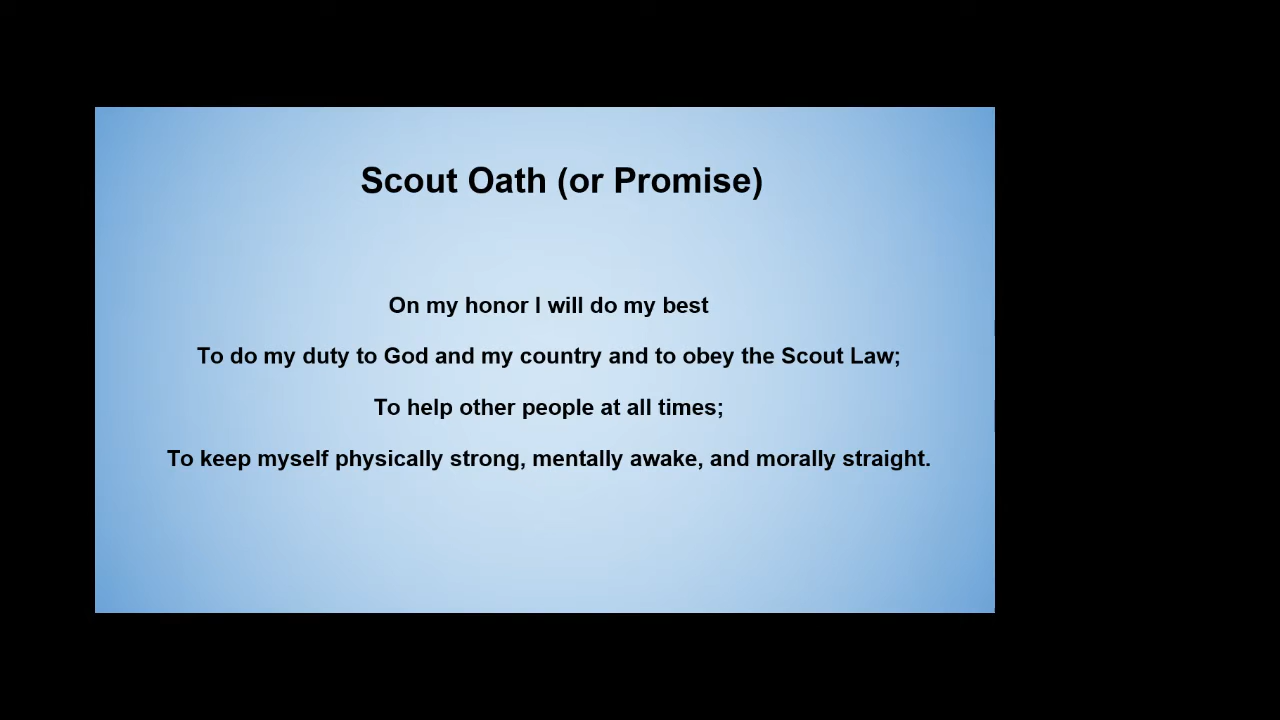 Scout Oath (or Promise)
On my honor I will do my best
To do my duty to God and my country and to obey the Scout Law;
To help other people at all times;
To keep myself physically strong, mentally awake, and morally straight.